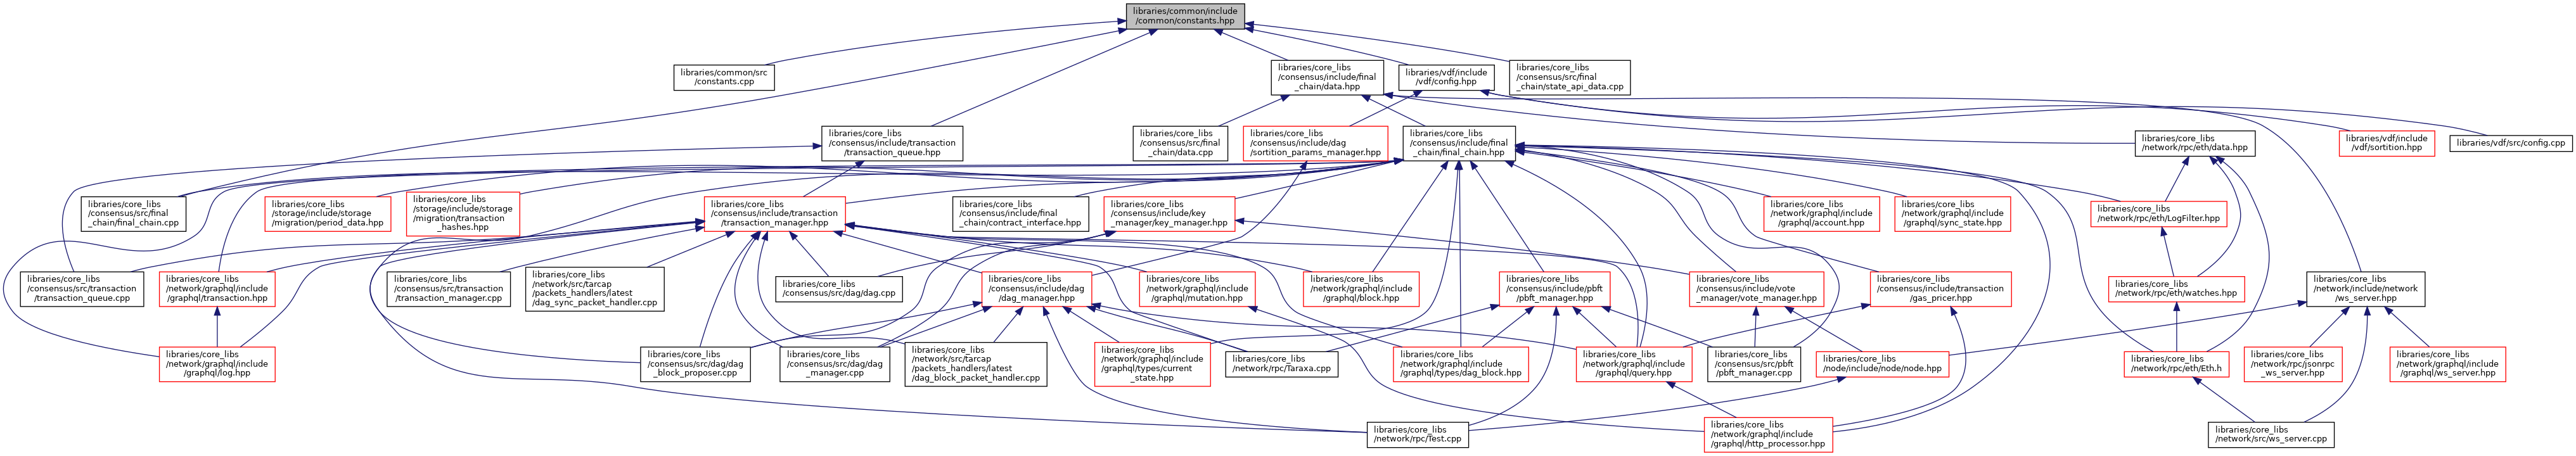 libraries/common/include
/common/constants.hpp
libraries/common/src
/constants.cpp
libraries/core_libs
/consensus/include/final
_chain/data.hpp
libraries/vdf/include
/vdf/config.hpp
libraries/core_libs
/consensus/src/final
_chain/state_api_data.cpp
libraries/core_libs
/consensus/include/transaction
/transaction_queue.hpp
libraries/core_libs
/consensus/src/final
_chain/data.cpp
libraries/core_libs
/consensus/include/dag
/sortition_params_manager.hpp
libraries/core_libs
/consensus/include/final
_chain/final_chain.hpp
libraries/core_libs
/network/rpc/eth/data.hpp
libraries/vdf/include
/vdf/sortition.hpp
libraries/vdf/src/config.cpp
libraries/core_libs
/consensus/src/final
_chain/final_chain.cpp
libraries/core_libs
/storage/include/storage
/migration/period_data.hpp
libraries/core_libs
/storage/include/storage
/migration/transaction
_hashes.hpp
libraries/core_libs
/consensus/include/transaction
/transaction_manager.hpp
libraries/core_libs
/consensus/include/final
_chain/contract_interface.hpp
libraries/core_libs
/consensus/include/key
_manager/key_manager.hpp
libraries/core_libs
/network/graphql/include
/graphql/account.hpp
libraries/core_libs
/network/graphql/include
/graphql/sync_state.hpp
libraries/core_libs
/network/rpc/eth/LogFilter.hpp
libraries/core_libs
/consensus/src/transaction
/transaction_queue.cpp
libraries/core_libs
/network/graphql/include
/graphql/transaction.hpp
libraries/core_libs
/consensus/src/transaction
/transaction_manager.cpp
libraries/core_libs
/network/src/tarcap
/packets_handlers/latest
/dag_sync_packet_handler.cpp
libraries/core_libs
/consensus/src/dag/dag.cpp
libraries/core_libs
/consensus/include/dag
/dag_manager.hpp
libraries/core_libs
/network/graphql/include
/graphql/mutation.hpp
libraries/core_libs
/network/graphql/include
/graphql/block.hpp
libraries/core_libs
/consensus/include/pbft
/pbft_manager.hpp
libraries/core_libs
/consensus/include/vote
_manager/vote_manager.hpp
libraries/core_libs
/consensus/include/transaction
/gas_pricer.hpp
libraries/core_libs
/network/rpc/eth/watches.hpp
libraries/core_libs
/network/include/network
/ws_server.hpp
libraries/core_libs
/network/graphql/include
/graphql/log.hpp
libraries/core_libs
/consensus/src/dag/dag
_block_proposer.cpp
libraries/core_libs
/consensus/src/dag/dag
_manager.cpp
libraries/core_libs
/network/src/tarcap
/packets_handlers/latest
/dag_block_packet_handler.cpp
libraries/core_libs
/network/graphql/include
/graphql/types/current
_state.hpp
libraries/core_libs
/network/rpc/Taraxa.cpp
libraries/core_libs
/network/graphql/include
/graphql/types/dag_block.hpp
libraries/core_libs
/network/graphql/include
/graphql/query.hpp
libraries/core_libs
/consensus/src/pbft
/pbft_manager.cpp
libraries/core_libs
/node/include/node/node.hpp
libraries/core_libs
/network/rpc/eth/Eth.h
libraries/core_libs
/network/rpc/jsonrpc
_ws_server.hpp
libraries/core_libs
/network/graphql/include
/graphql/ws_server.hpp
libraries/core_libs
/network/rpc/Test.cpp
libraries/core_libs
/network/graphql/include
/graphql/http_processor.hpp
libraries/core_libs
/network/src/ws_server.cpp